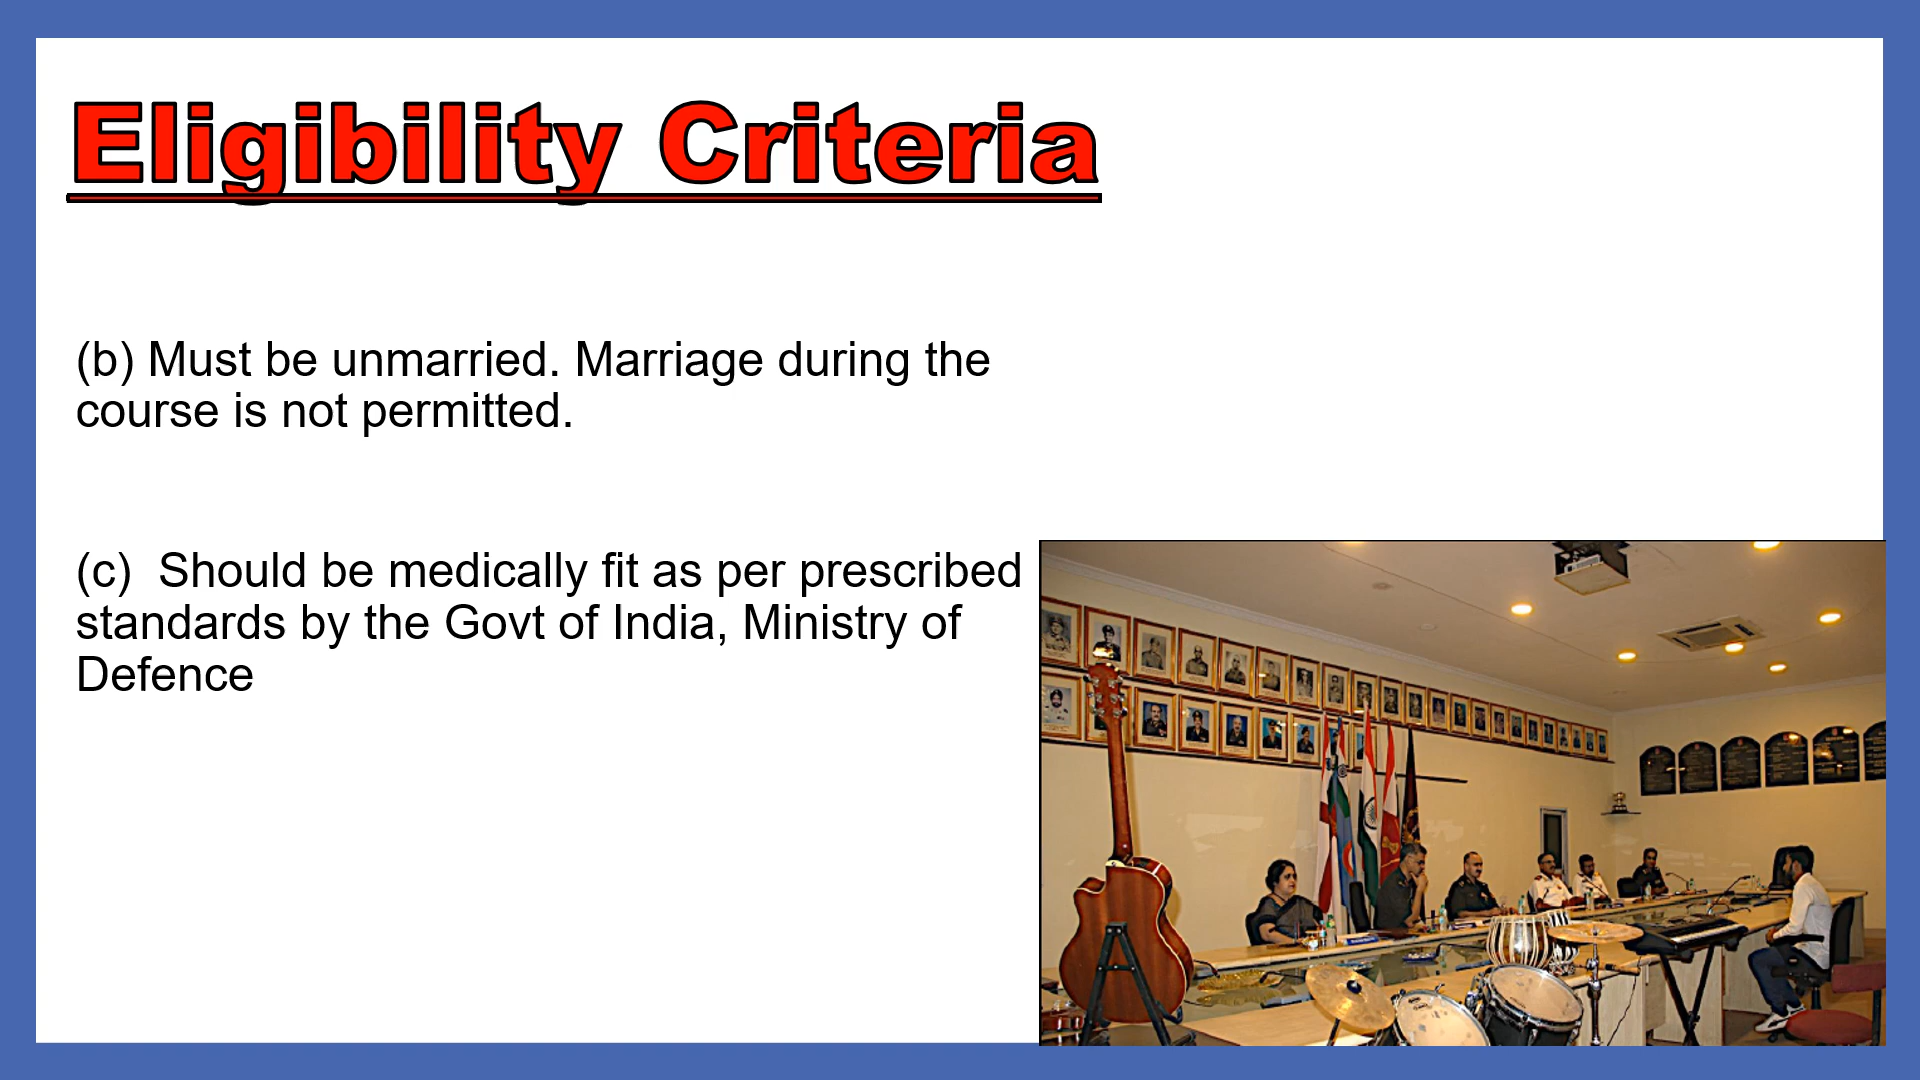 Eligibility Criteria
(b) Must be unmarried. Marriage during the
course is not permitted.
(c)  Should be medically fit as per prescribed
standards by the Govt of India, Ministry of
Defence